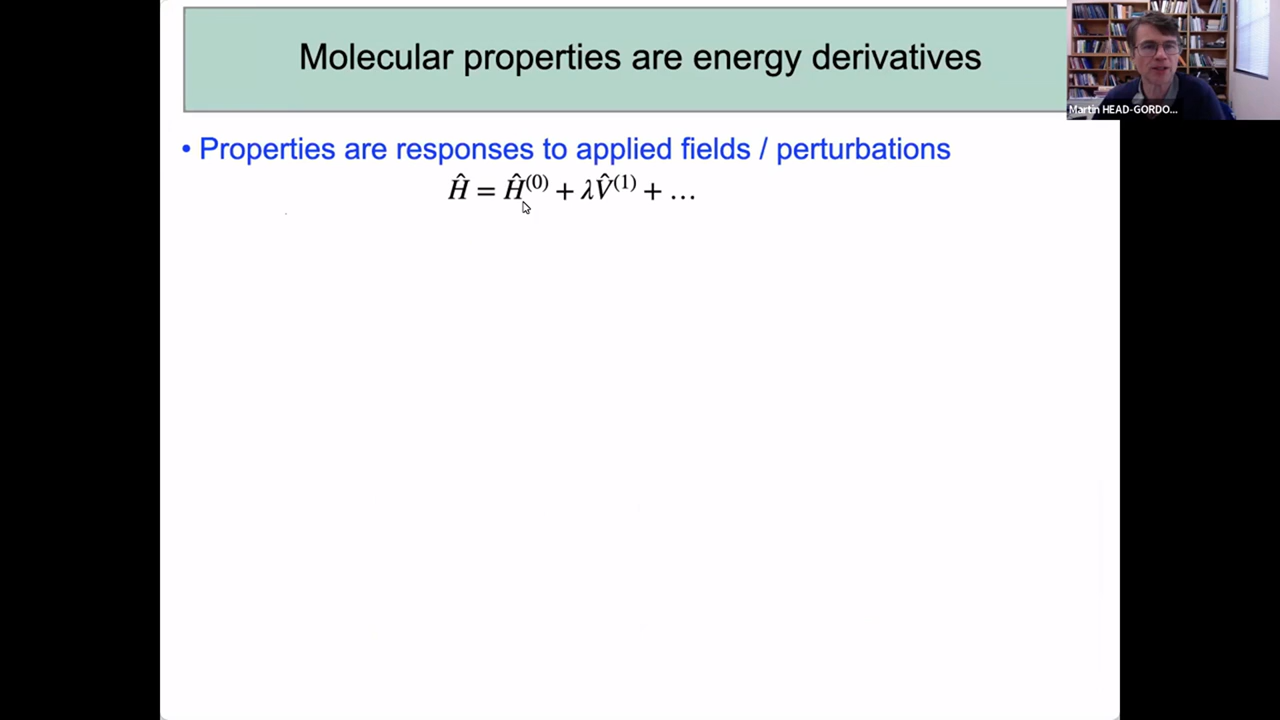 Molecular properties are energy derivatives
Martin HEAD-GORDO...
• Properties are responses to applied fields / perturbations
Ĥ = Ĥ⁽⁰⁾ + λV̂⁽¹⁾ + …